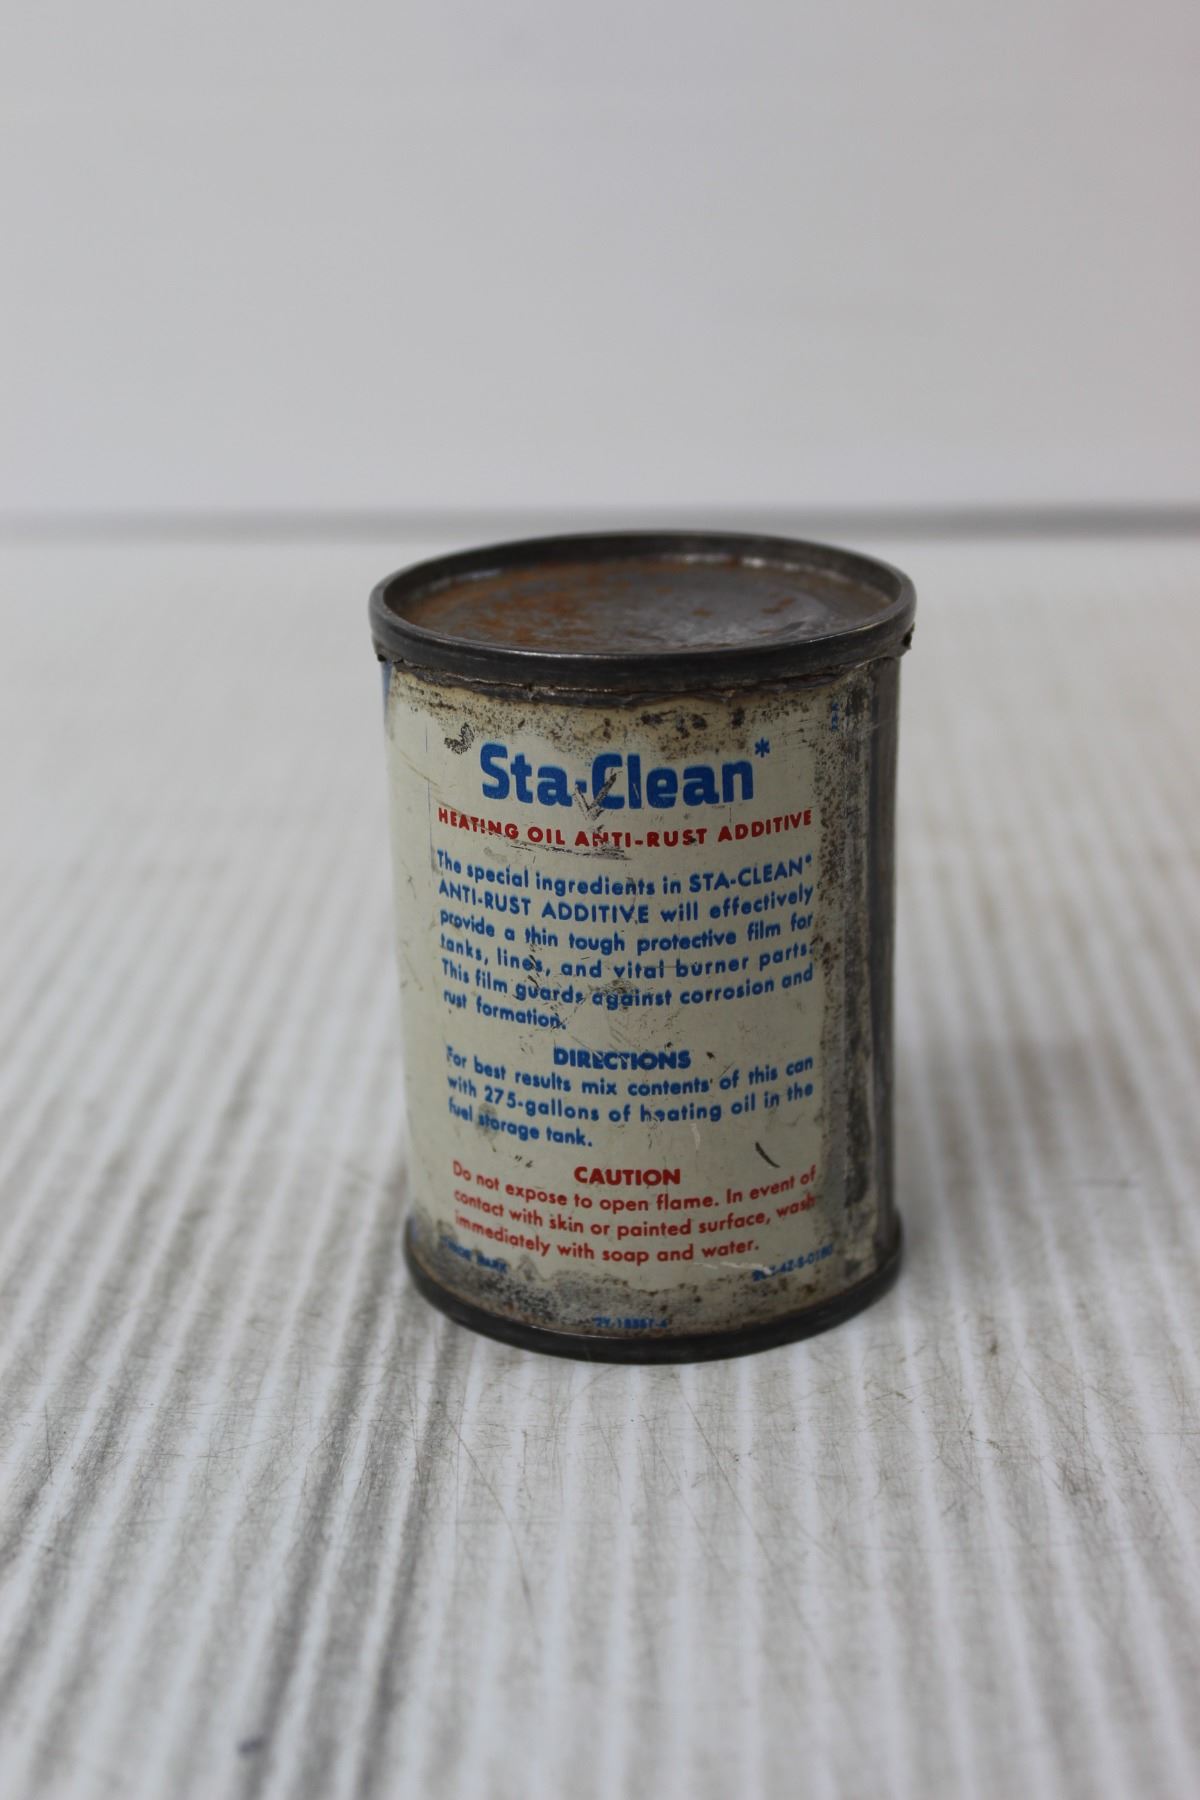 Sta-Clean*
HEATING OIL ANTI-RUST ADDITIVE
The special ingredients in STA-CLEAN*
ANTI-RUST ADDITIVE will effectively
provide a thin tough protective film for
tanks, lines, and vital burner parts.
This film guards against corrosion and
rust formation.
DIRECTIONS
For best results mix contents of this can
with 275-gallons of heating oil in the
fuel storage tank.
CAUTION
Do not expose to open flame. In event of
contact with skin or painted surface, wash
immediately with soap and water.
MARK